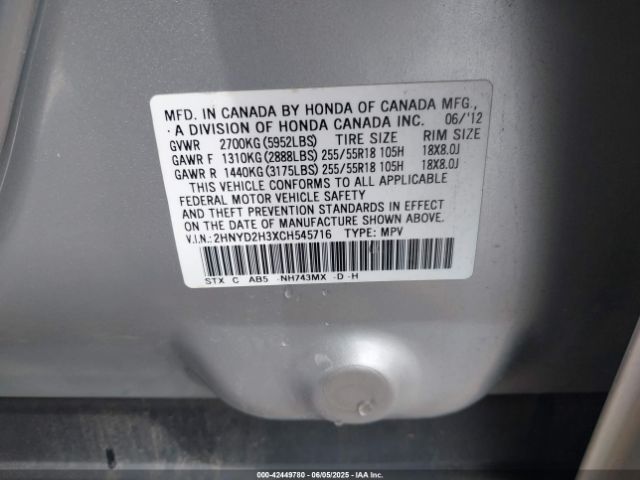 MFD. IN CANADA BY HONDA OF CANADA MFG.,
A DIVISION OF HONDA CANADA INC. 06/'12
GVWR 2700KG(5952LBS) TIRE SIZE RIM SIZE
GAWR F 1310KG(2888LBS) 255/55R18 105H 18X8.0J
GAWR R 1440KG(3175LBS) 255/55R18 105H 18X8.0J
THIS VEHICLE CONFORMS TO ALL APPLICABLE
FEDERAL MOTOR VEHICLE SAFETY
AND THEFT PREVENTION STANDARDS IN EFFECT
ON THE DATE OF MANUFACTURE SHOWN ABOVE.
V.I.N.: 2HNYD2H3XCH545716 TYPE: MPV
STX C AB5 -NH743MX -D -H
000-42449780 - 06/05/2025 - IAA Inc.